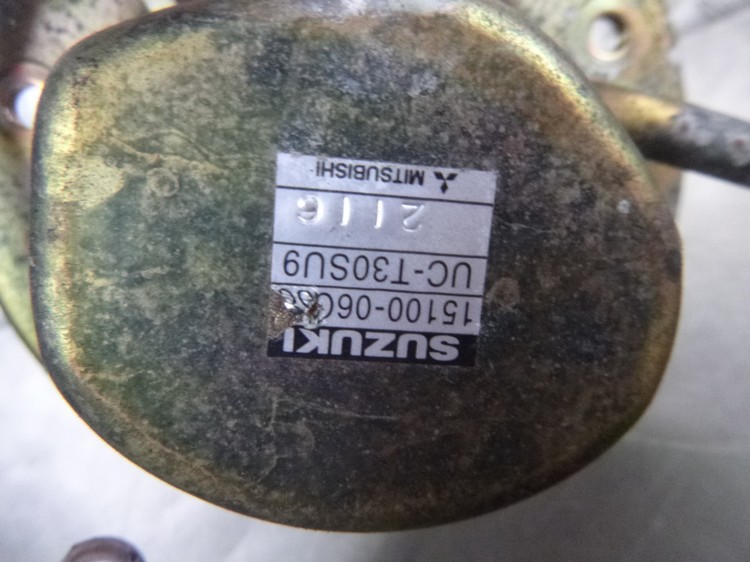 SUZUKI
15100-06
UC-T30SU9
2116
MITSUBISHI